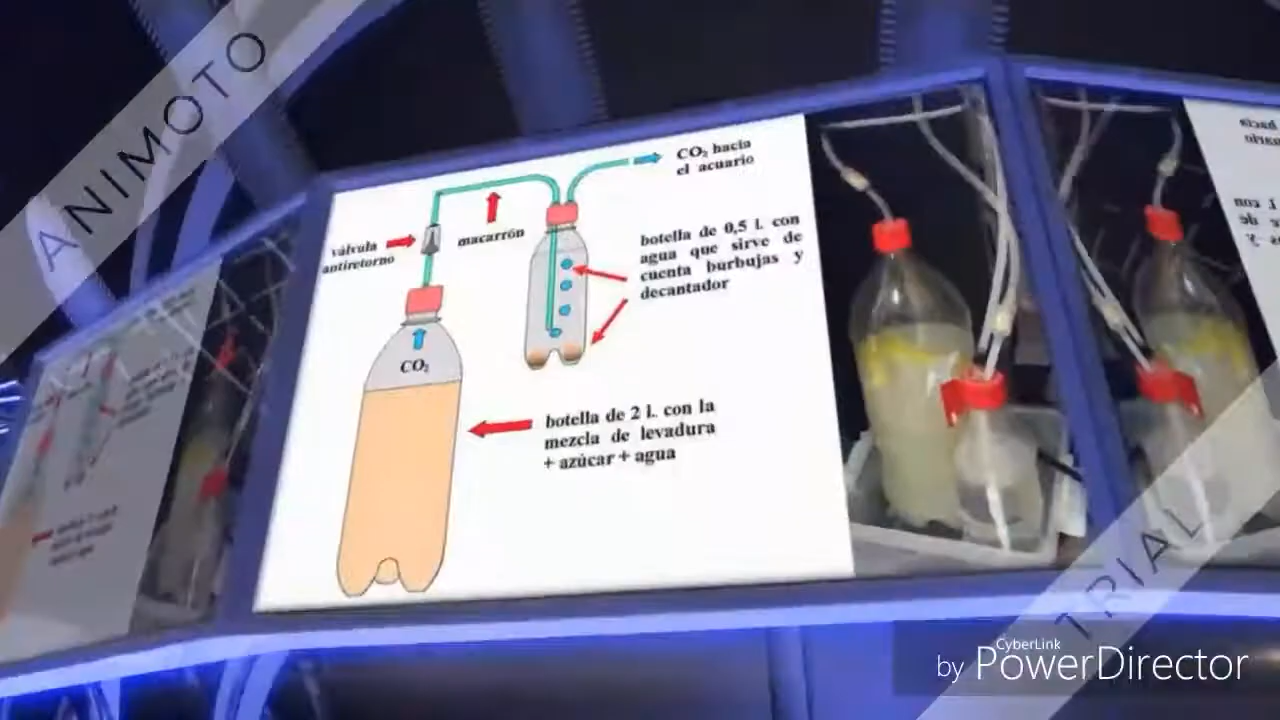 ANIMOTO
CO₂ hacia
el acuario
válvula
antiretorno
macarrón
botella de 0,5 l. con
agua que sirve de
cuenta burbujas y
decantador
CO₂
botella de 2 l. con la
mezcla de levadura
+ azúcar + agua
TRIAL
CyberLink
by PowerDirector